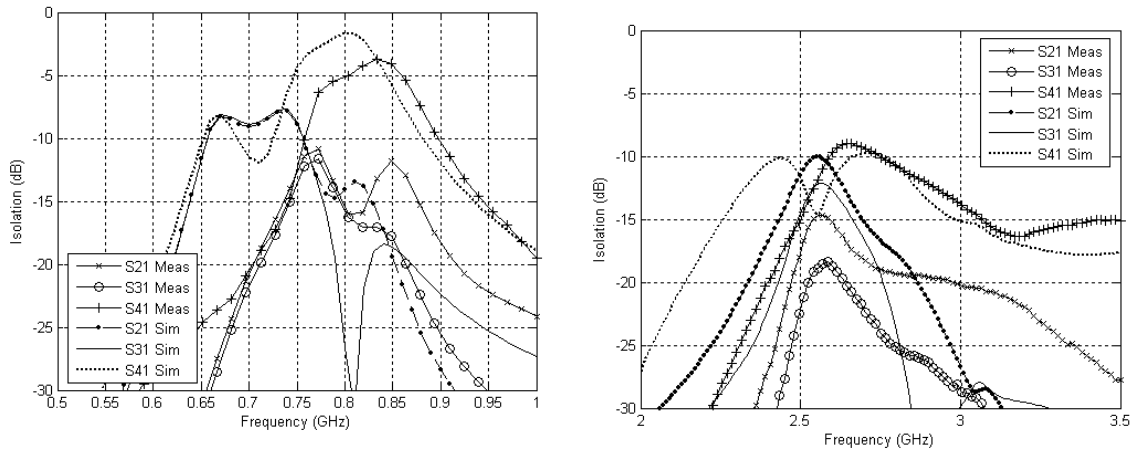 0
-5
-10
-15
-20
-25
-30
Isolation (dB)
S21 Meas
S31 Meas
S41 Meas
S21 Sim
S31 Sim
S41 Sim
0.5 0.55 0.6 0.65 0.7 0.75 0.8 0.85 0.9 0.95 1
Frequency (GHz)
0
-5
-10
-15
-20
-25
-30
Isolation (dB)
S21 Meas
S31 Meas
S41 Meas
S21 Sim
S31 Sim
S41 Sim
2 2.5 3 3.5
Frequency (GHz)